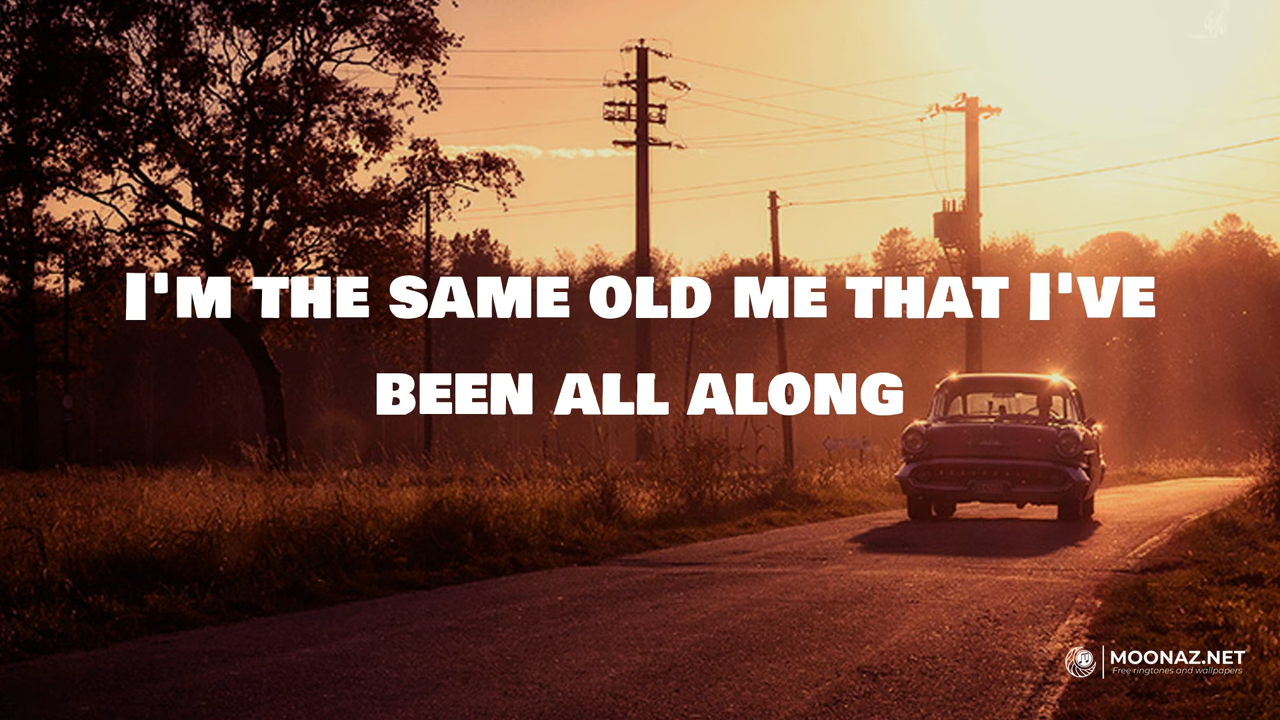 I'm the same old me that I've
been all along
MOONAZ.NET
Free ringtones and wallpapers